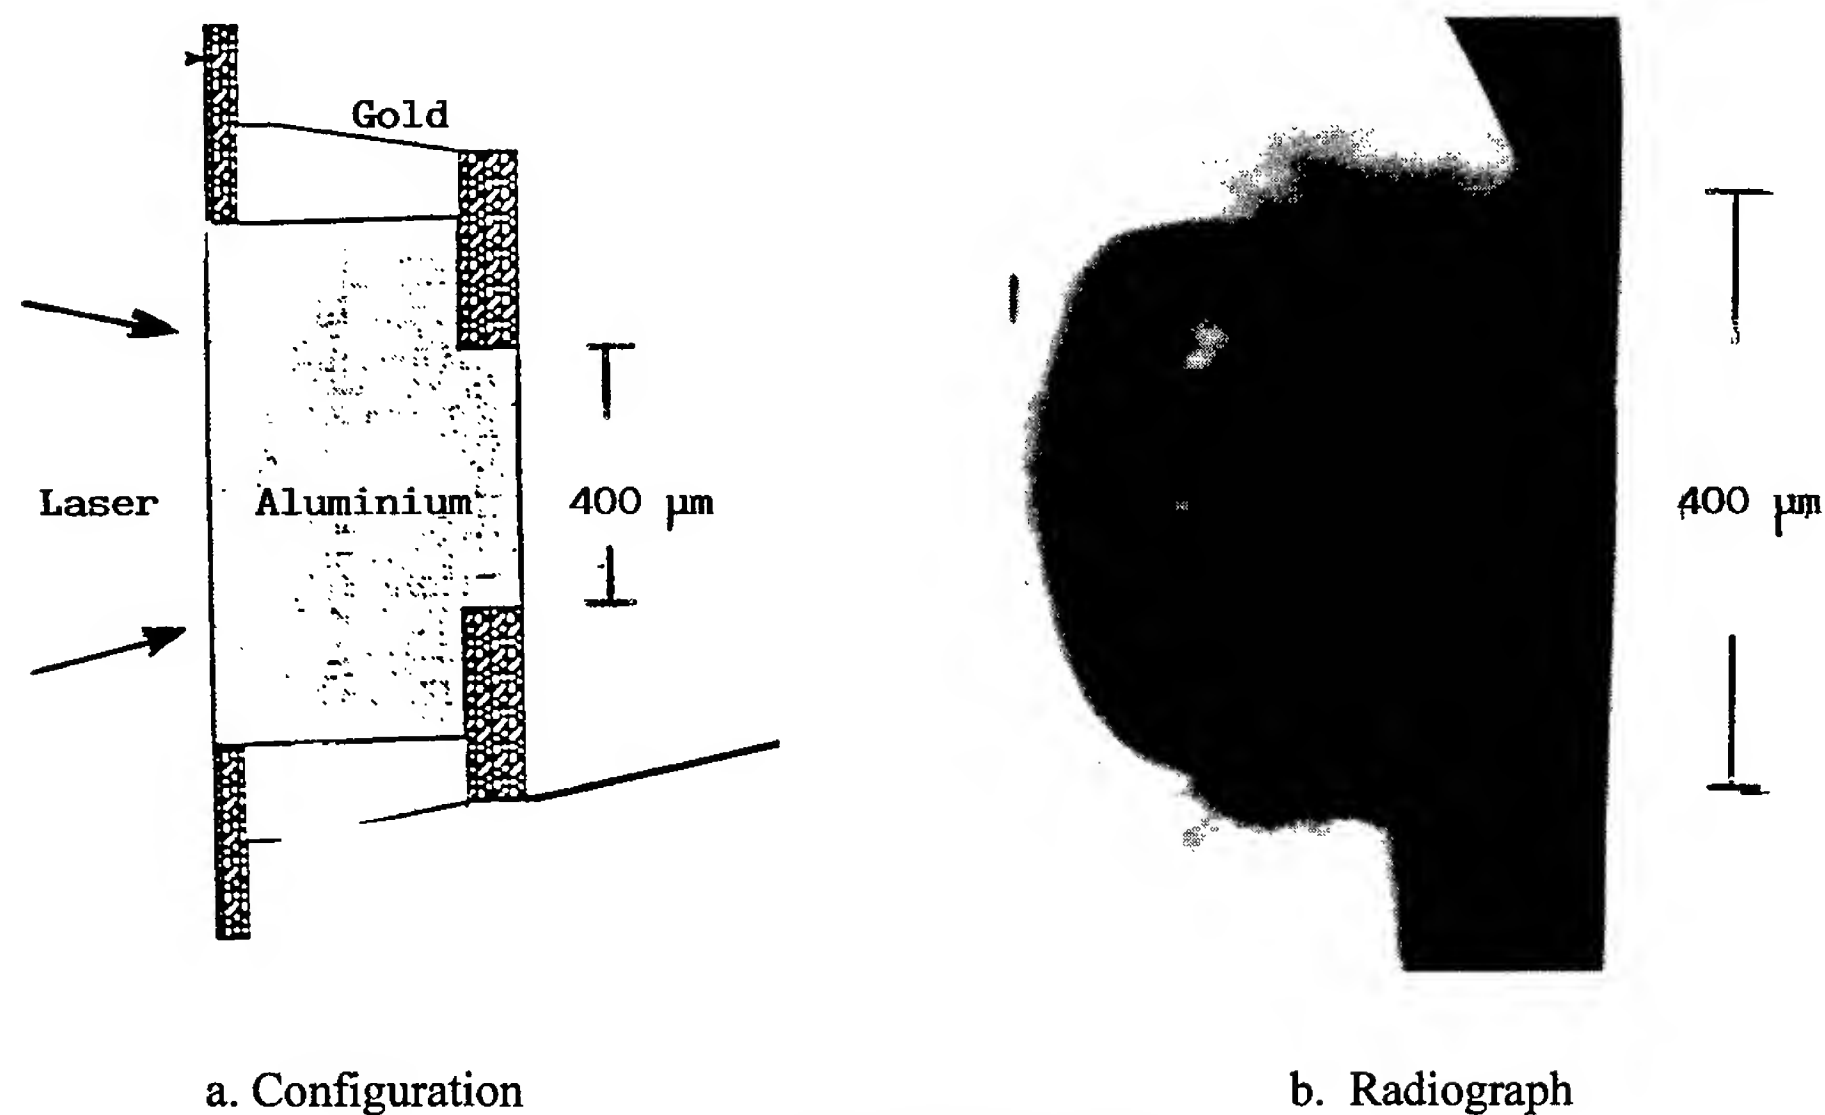 Gold
Laser
Aluminium
400 µm
400 µm
a. Configuration
b. Radiograph